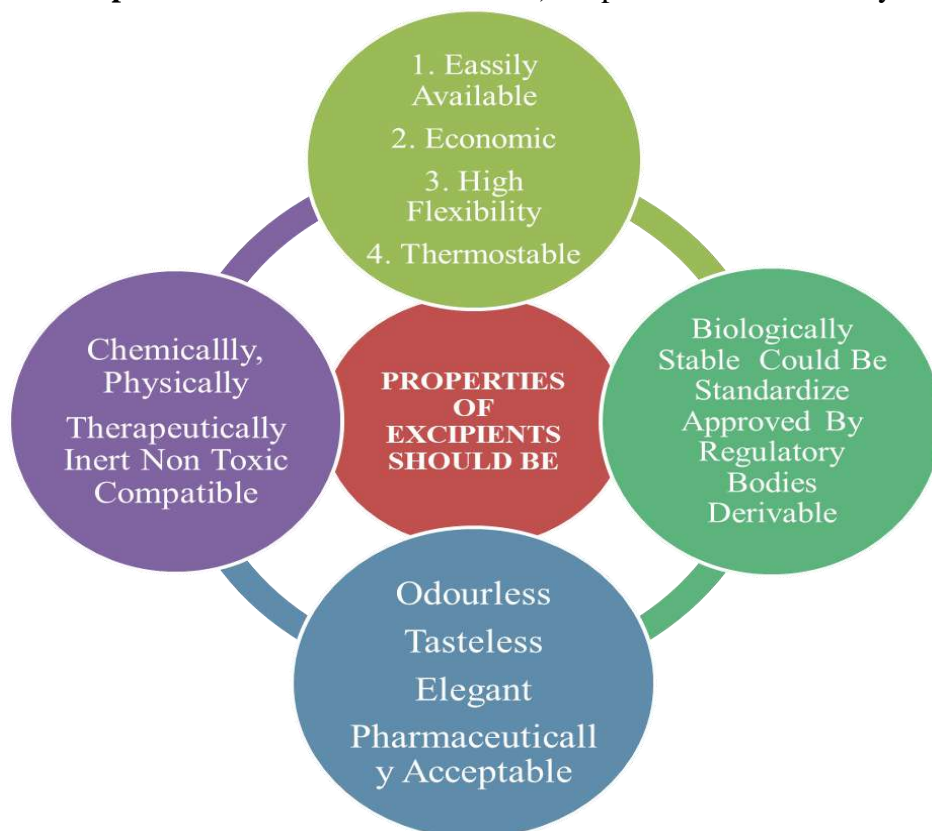 1. Eassily
Available
2. Economic
3. High
Flexibility
4. Thermostable
Chemicallly,
Physically
Therapeutically
Inert Non Toxic
Compatible
PROPERTIES
OF
EXCIPIENTS
SHOULD BE
Biologically
Stable Could Be
Standardize
Approved By
Regulatory
Bodies
Derivable
Odourless
Tasteless
Elegant
Pharmaceuticall
y Acceptable